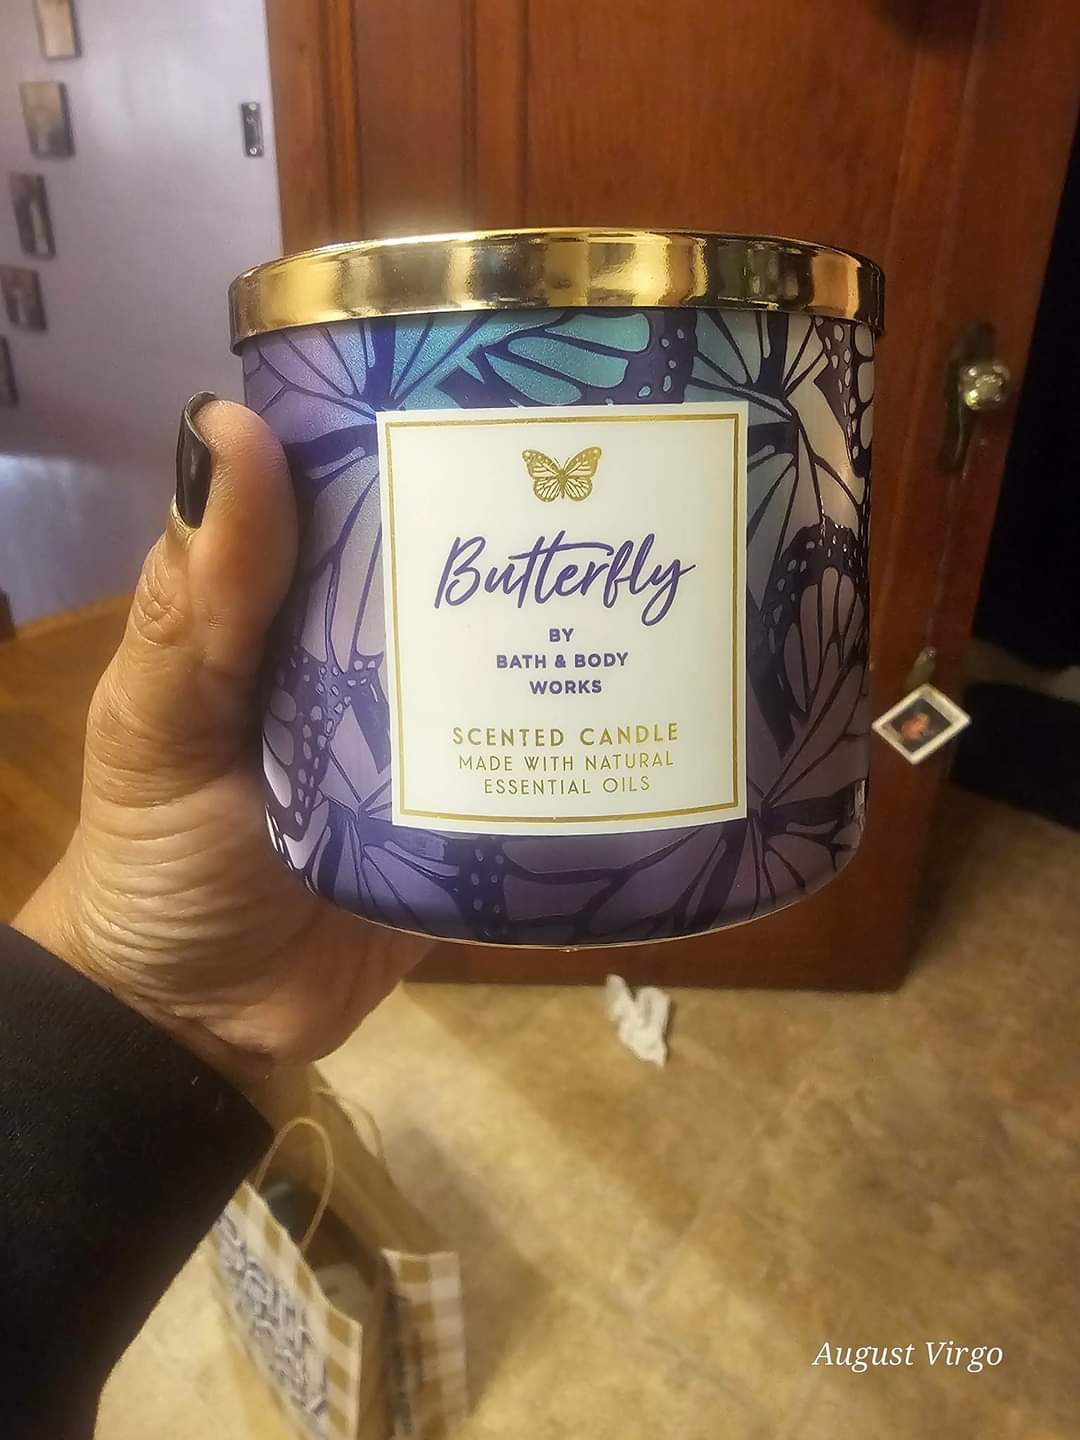 Butterfly
BY
BATH & BODY
WORKS
SCENTED CANDLE
MADE WITH NATURAL
ESSENTIAL OILS
August Virgo